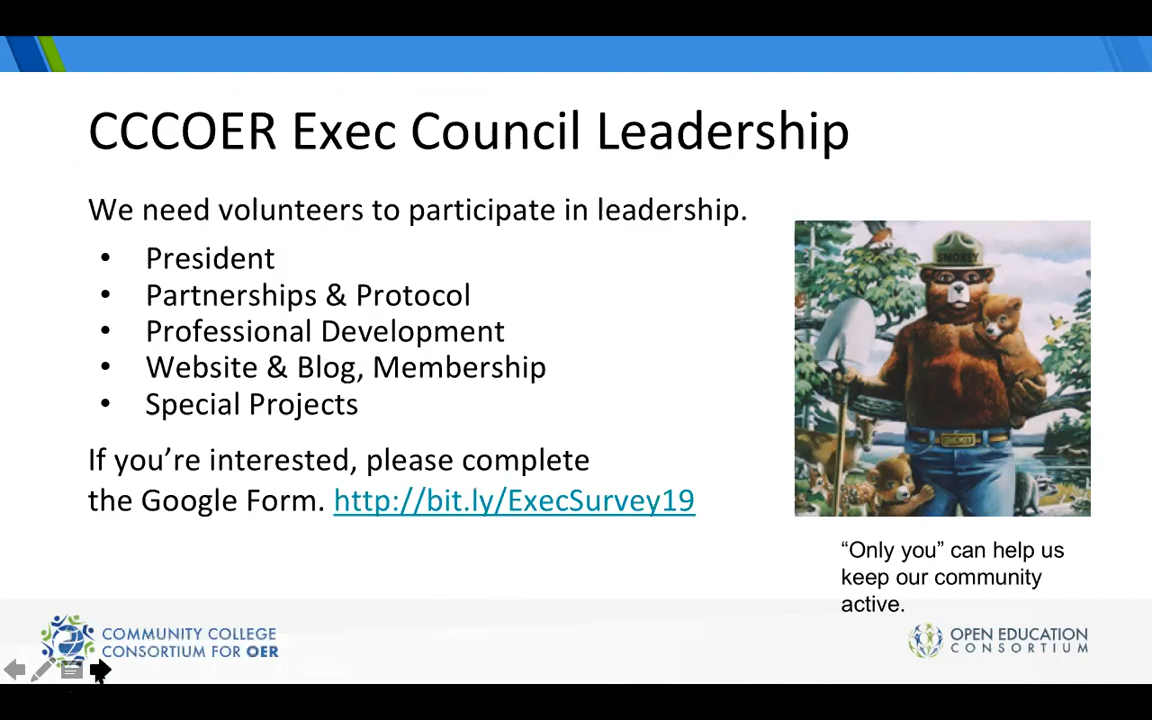 CCCOER Exec Council Leadership
We need volunteers to participate in leadership.
• President
• Partnerships & Protocol
• Professional Development
• Website & Blog, Membership
• Special Projects
If you’re interested, please complete
the Google Form. http://bit.ly/ExecSurvey19
SMOKEY
SMOKEY
“Only you” can help us
keep our community
active.
COMMUNITY COLLEGE
CONSORTIUM FOR OER
OPEN EDUCATION
CONSORTIUM